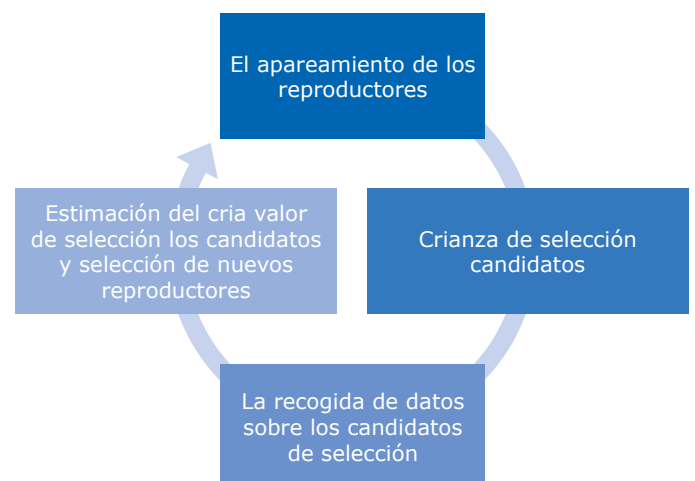 El apareamiento de los
reproductores
Crianza de selección
candidatos
La recogida de datos
sobre los candidatos
de selección
Estimación del cria valor
de selección los candidatos
y selección de nuevos
reproductores